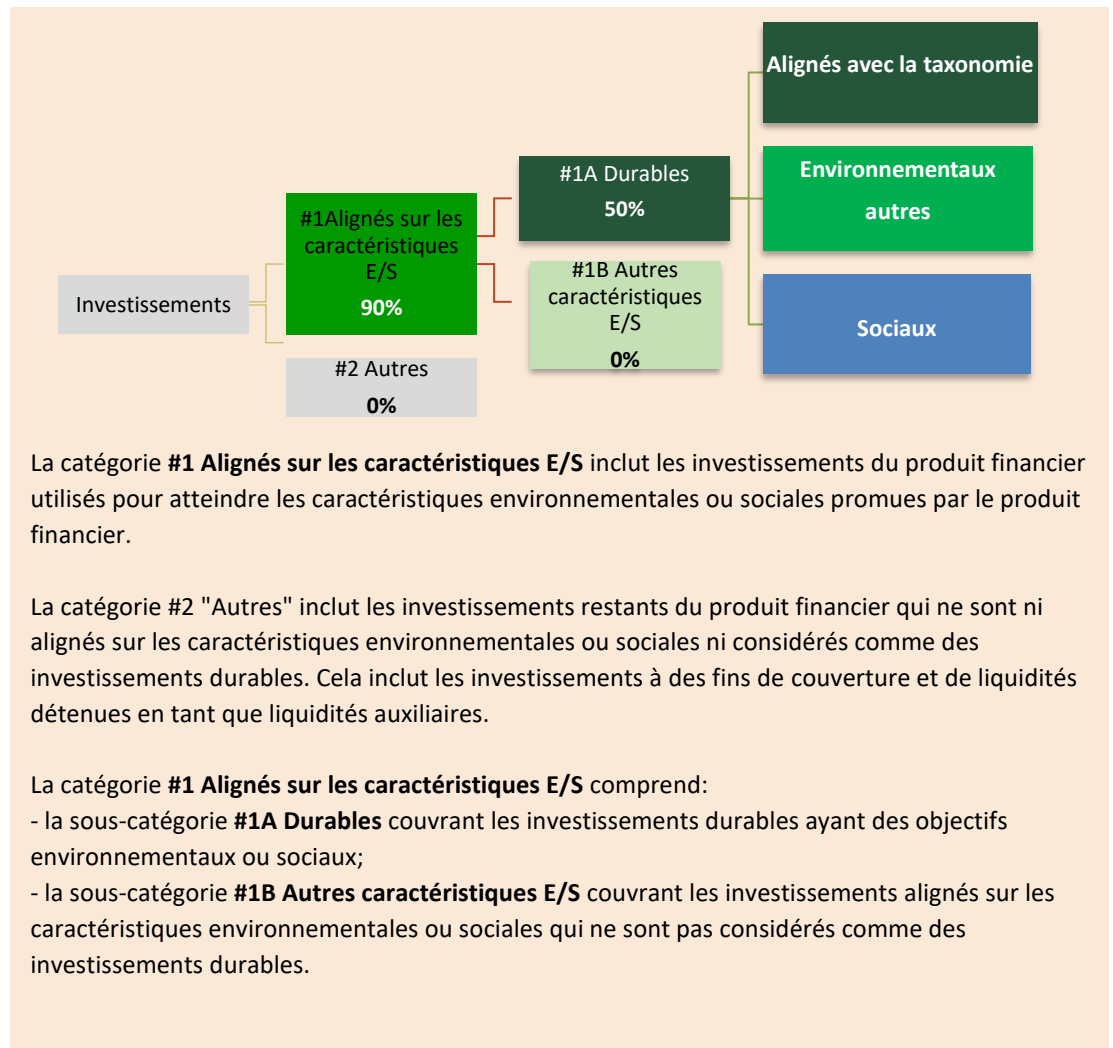 Investissements
#1Alignés sur les
caractéristiques
E/S
90%
#2 Autres
0%
#1A Durables
50%
#1B Autres
caractéristiques
E/S
0%
Alignés avec la taxonomie
Environnementaux
autres
Sociaux
La catégorie #1 Alignés sur les caractéristiques E/S inclut les investissements du produit financier
utilisés pour atteindre les caractéristiques environnementales ou sociales promues par le produit
financier.
La catégorie #2 "Autres" inclut les investissements restants du produit financier qui ne sont ni
alignés sur les caractéristiques environnementales ou sociales ni considérés comme des
investissements durables. Cela inclut les investissements à des fins de couverture et de liquidités
détenues en tant que liquidités auxiliaires.
La catégorie #1 Alignés sur les caractéristiques E/S comprend:
- la sous-catégorie #1A Durables couvrant les investissements durables ayant des objectifs
environnementaux ou sociaux;
- la sous-catégorie #1B Autres caractéristiques E/S couvrant les investissements alignés sur les
caractéristiques environnementales ou sociales qui ne sont pas considérés comme des
investissements durables.